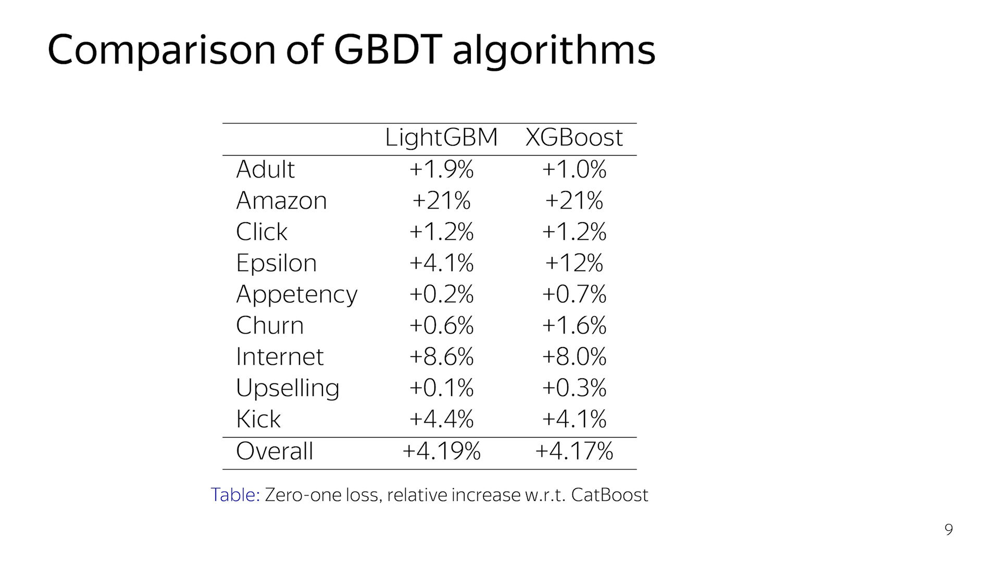 Comparison of GBDT algorithms
LightGBM XGBoost
Adult +1.9% +1.0%
Amazon +21% +21%
Click +1.2% +1.2%
Epsilon +4.1% +12%
Appetency +0.2% +0.7%
Churn +0.6% +1.6%
Internet +8.6% +8.0%
Upselling +0.1% +0.3%
Kick +4.4% +4.1%
Overall +4.19% +4.17%
Table: Zero-one loss, relative increase w.r.t. CatBoost
9